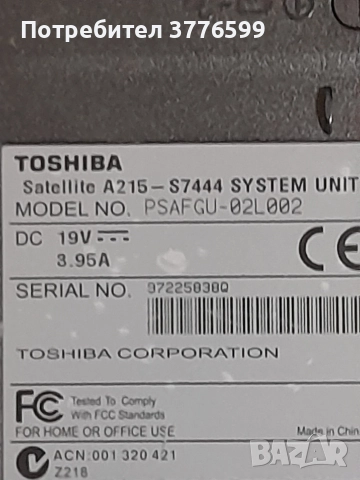 Потребител 3776599
TOSHIBA
Satellite A215-S7444 SYSTEM UNIT
MODEL NO. PSAFGU-02L002
DC 19V
3.95A
CE
SERIAL NO. 97225838Q
TOSHIBA CORPORATION
FC Tested To Comply
With FCC Standards
FOR HOME OR OFFICE USE Made in Chin
ACN:001 320 421
Z218
bazar